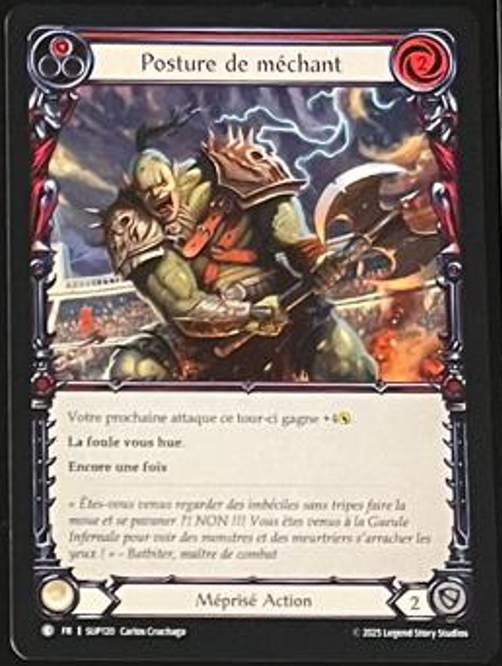 Posture de méchant
2
Votre prochaine attaque ce tour-ci gagne +4
La foule vous hue.
Encore une fois
« Êtes-vous venus regarder des imbéciles sans tripes faire la
moue et se pavaner ?! NON !!! Vous êtes venus à la Gueule
Infernale pour voir des monstres et des meurtriers s'arracher les
yeux ! » - Batbster, maître de combat
Méprisé Action
2
C FR SUP120 Carlos Cruchaga
© 2025 Legend Story Studios